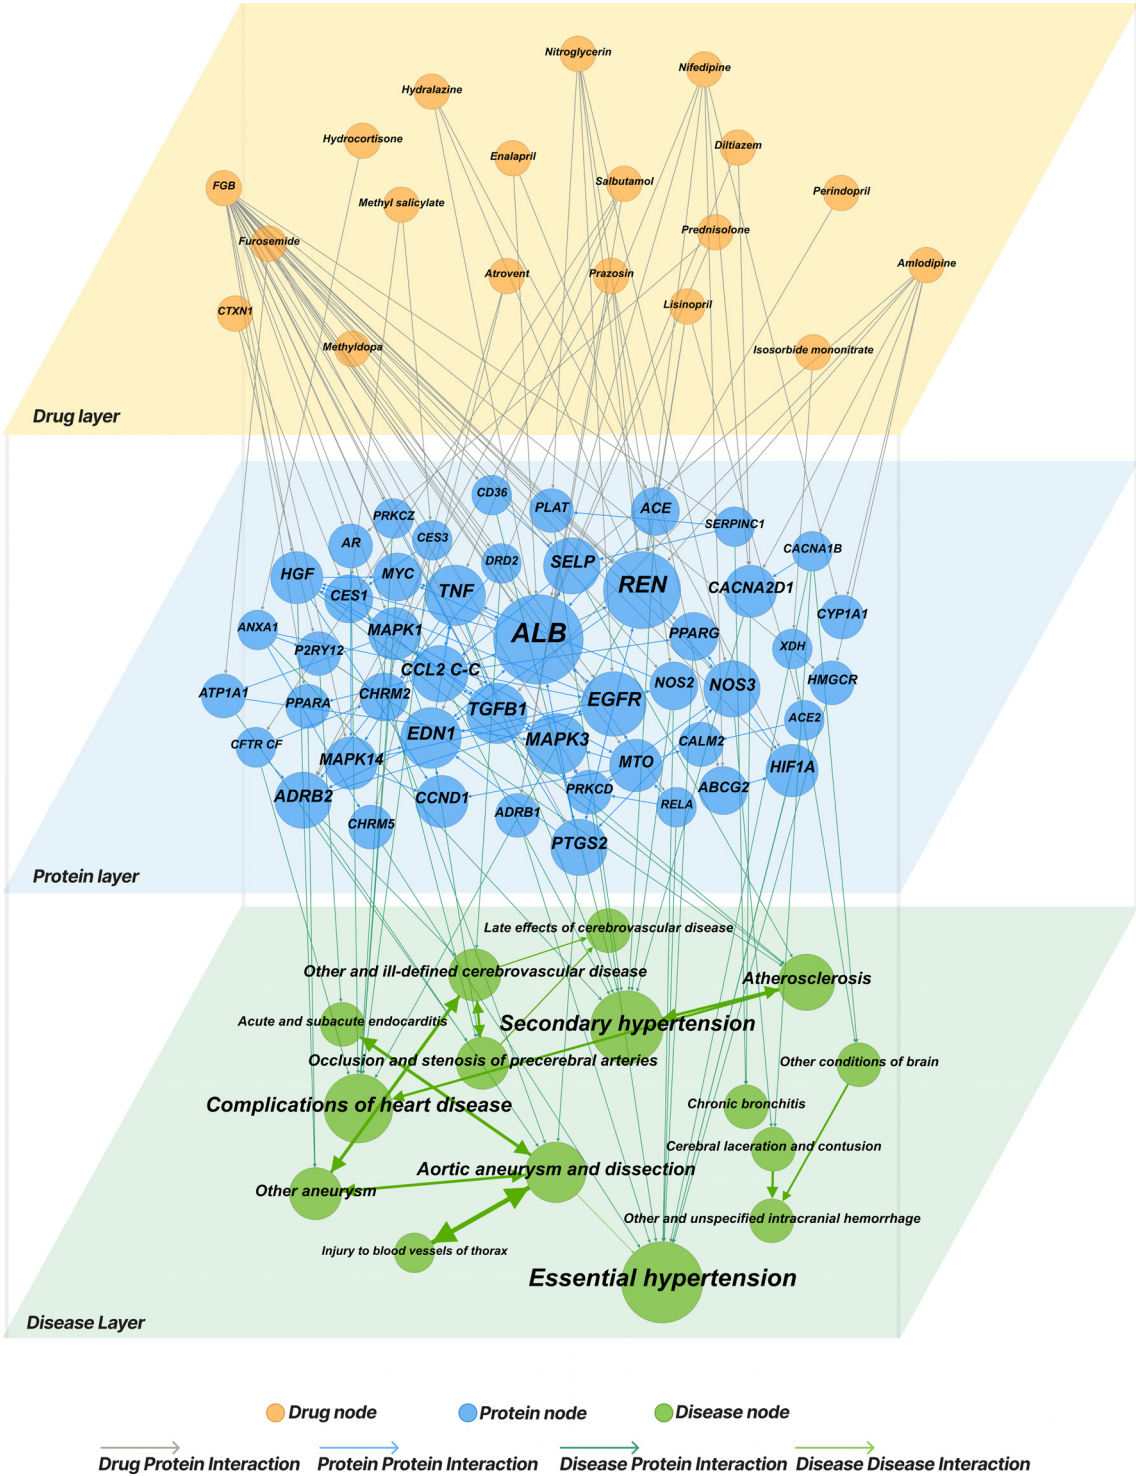 Nitroglycerin
Nifedipine
Hydralazine
Hydrocortisone
Enalapril
Diltiazem
Salbutamol
FGB
Perindopril
Methyl salicylate
Prednisolone
Furosemide
Atrovent
Prazosin
Amlodipine
Lisinopril
CTXN1
Methyldopa
Isosorbide mononitrate
Drug layer
CD36
PLAT
ACE
PRKCZ
SERPINC1
AR
CES3
CACNA1B
DRD2
SELP
HGF
MYC
TNF
REN
CACNA2D1
CES1
CYP1A1
ANXA1
MAPK1
ALB
PPARG
P2RY12
XDH
CCL2 C-C
ATP1A1
PPARA
CHRM2
NOS2
NOS3
HMGCR
TGFB1
EGFR
ACE2
CFTR CF
EDN1
MAPK3
CALM2
MAPK14
MTO
HIF1A
ADRB2
CCND1
PRKCD
ABCG2
RELA
CHRM5
ADRB1
PTGS2
Protein layer
Late effects of cerebrovascular disease
Other and ill-defined cerebrovascular disease
Atherosclerosis
Acute and subacute endocarditis
Secondary hypertension
Occlusion and stenosis of precerebral arteries
Other conditions of brain
Complications of heart disease
Chronic bronchitis
Cerebral laceration and contusion
Aortic aneurysm and dissection
Other aneurysm
Other and unspecified intracranial hemorrhage
Injury to blood vessels of thorax
Essential hypertension
Disease Layer
Drug node
Protein node
Disease node
Drug Protein Interaction
Protein Protein Interaction
Disease Protein Interaction
Disease Disease Interaction